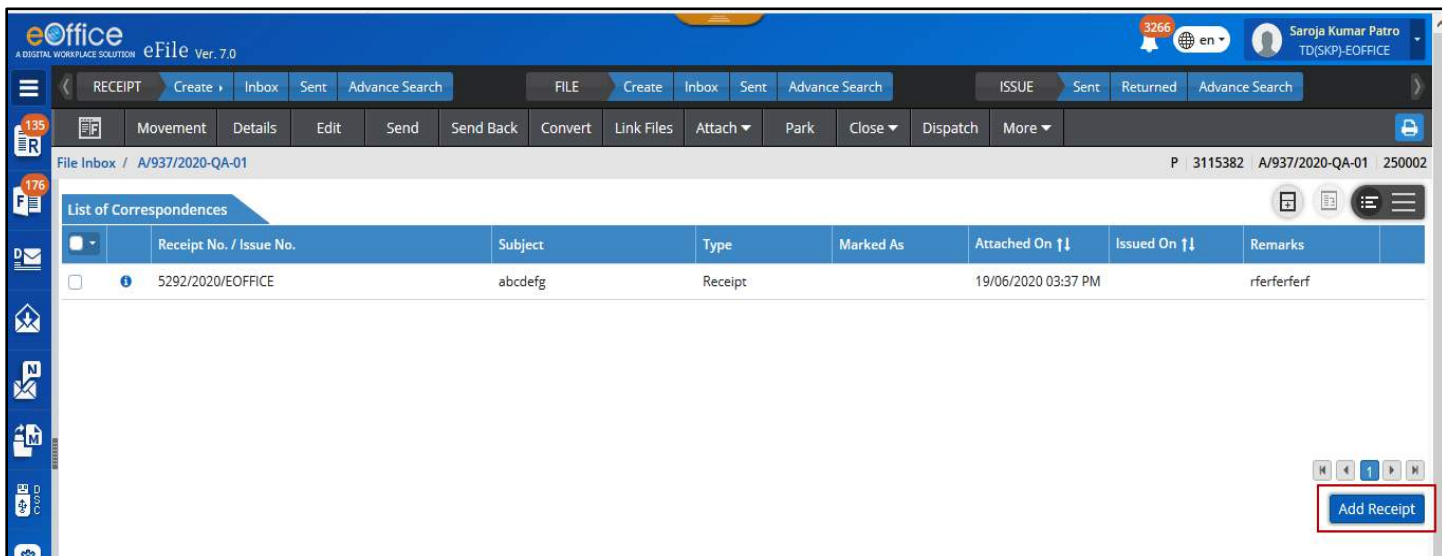 eOffice
A DIGITAL WORKPLACE SOLUTION eFile Ver. 7.0
3266 en Saroja Kumar Patro
TD(SKP)-EOFFICE
RECEIPT Create Inbox Sent Advance Search FILE Create Inbox Sent Advance Search ISSUE Sent Returned Advance Search
135 R
F Movement Details Edit Send Send Back Convert Link Files Attach Park Close Dispatch More
File Inbox / A/937/2020-QA-01 P 3115382 A/937/2020-QA-01 250002
176 F
List of Correspondences
Receipt No. / Issue No. Subject Type Marked As Attached On Issued On Remarks
D
5292/2020/EOFFICE abcdefg Receipt 19/06/2020 03:37 PM rferferferf
N
M
1
DSC
Add Receipt